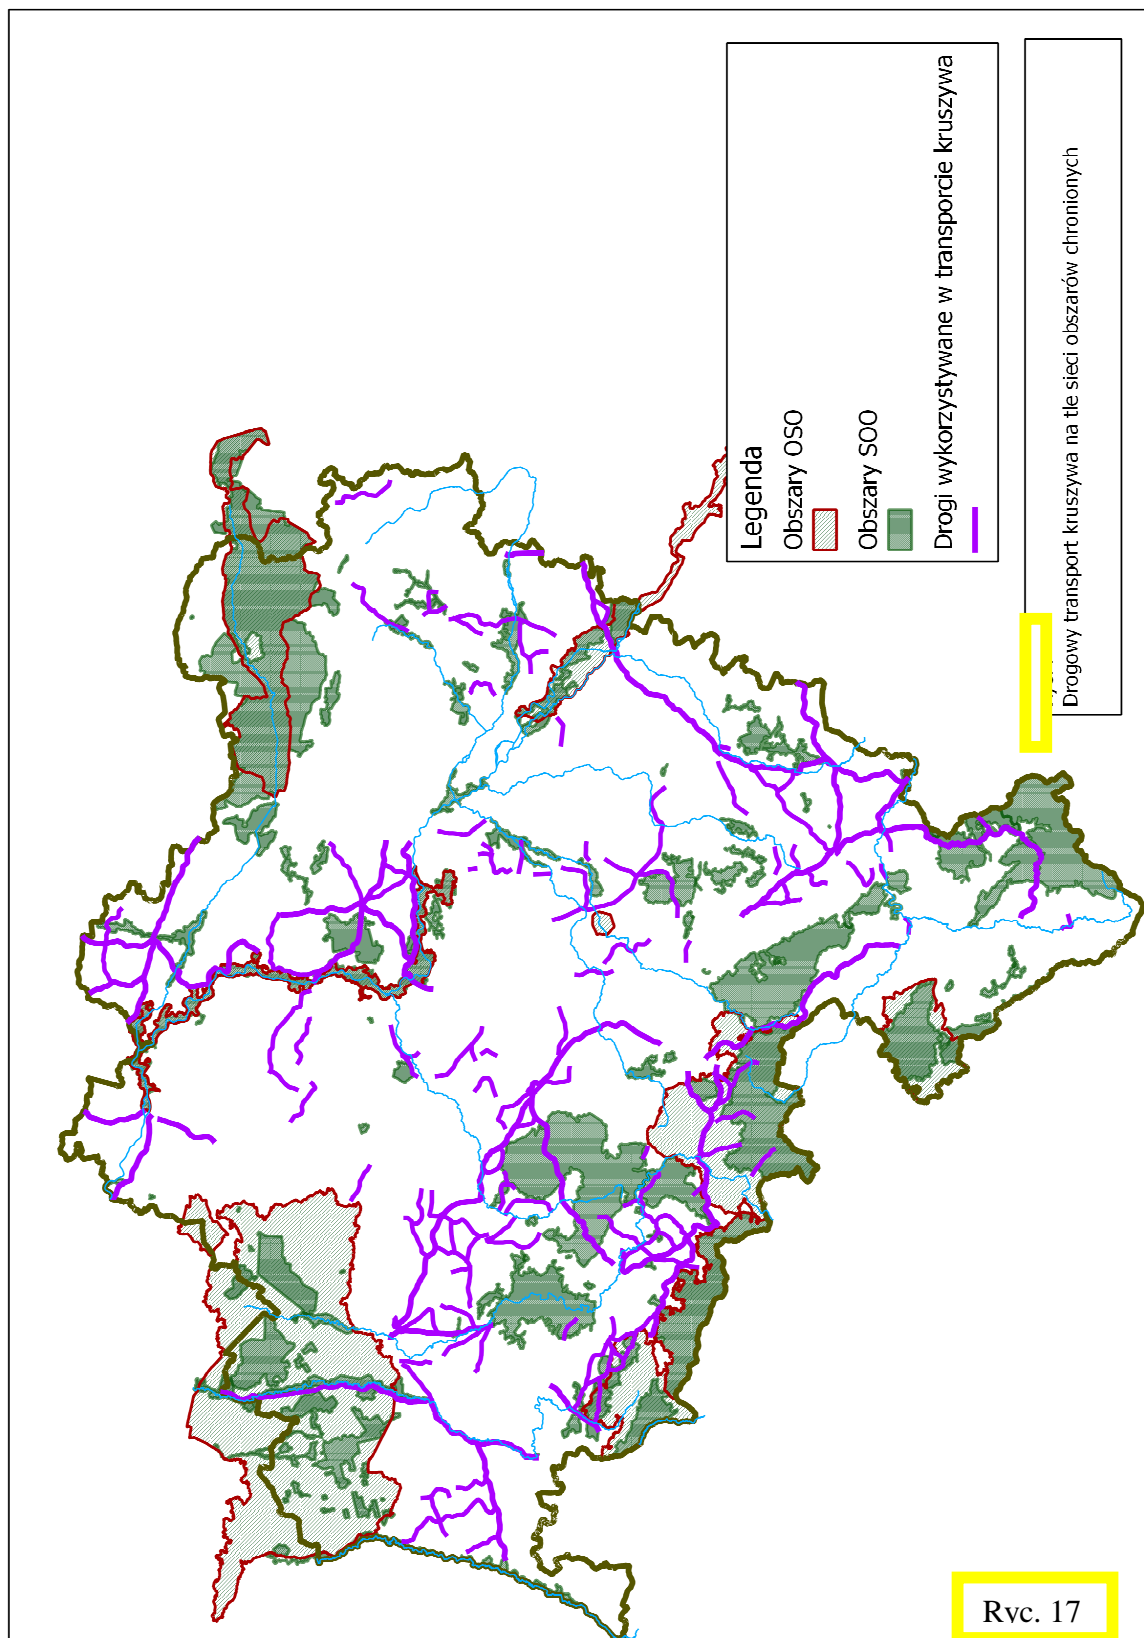 Legenda
Obszary OSO
Obszary SOO
Drogi wykorzystywane w transporcie kruszywa
Drogowy transport kruszywa na tle sieci obszarów chronionych
Ryc. 17